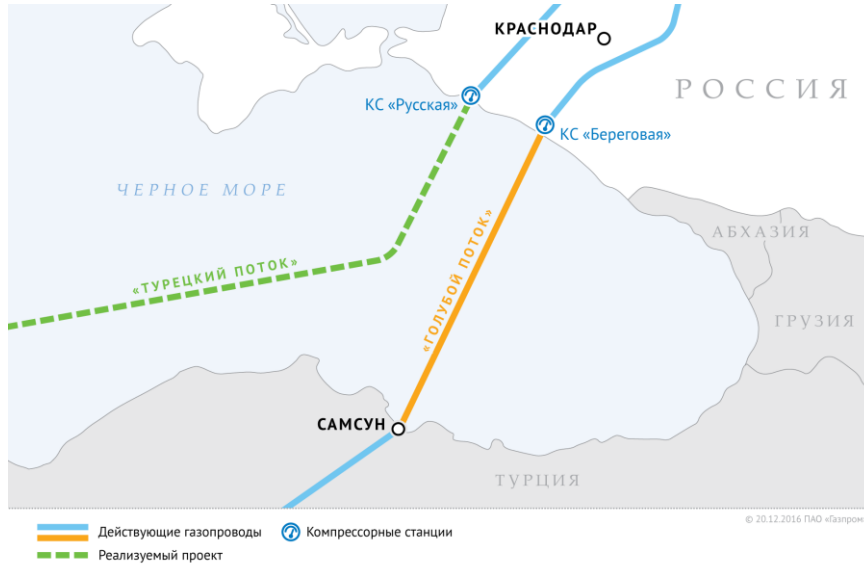 КРАСНОДАР
РОССИЯ
КС «Русская»
КС «Береговая»
ЧЕРНОЕ МОРЕ
АБХАЗИЯ
«ТУРЕЦКИЙ ПОТОК»
«ГОЛУБОЙ ПОТОК»
ГРУЗИЯ
САМСУН
ТУРЦИЯ
© 20.12.2016 ПАО «Газпром
Действующие газопроводы
Компрессорные станции
Реализуемый проект